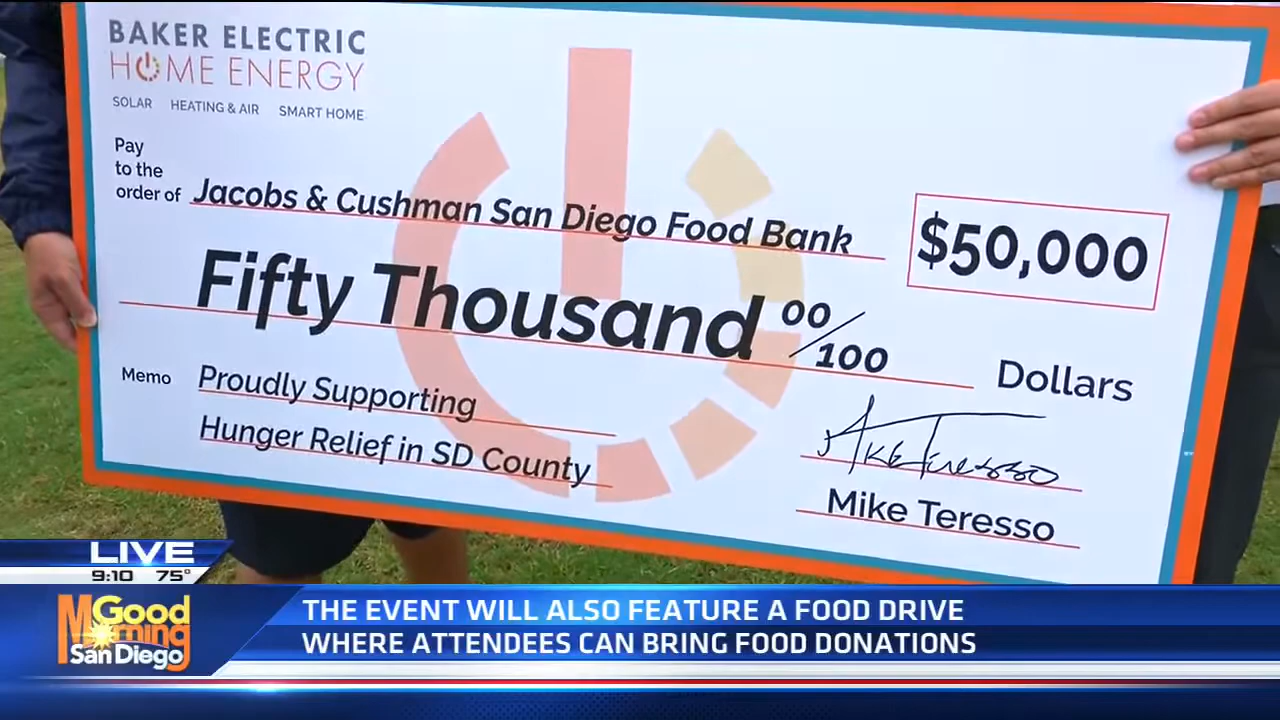 BAKER ELECTRIC
HOME ENERGY
SOLAR HEATING & AIR SMART HOME
Pay
to the
order of Jacobs & Cushman San Diego Food Bank
$50,000
Fifty Thousand 00/100 Dollars
Memo Proudly Supporting
Hunger Relief in SD County
Mike Teresso
Mike Teresso
LIVE
9:10 75°
Good
Morning
San Diego
THE EVENT WILL ALSO FEATURE A FOOD DRIVE
WHERE ATTENDEES CAN BRING FOOD DONATIONS